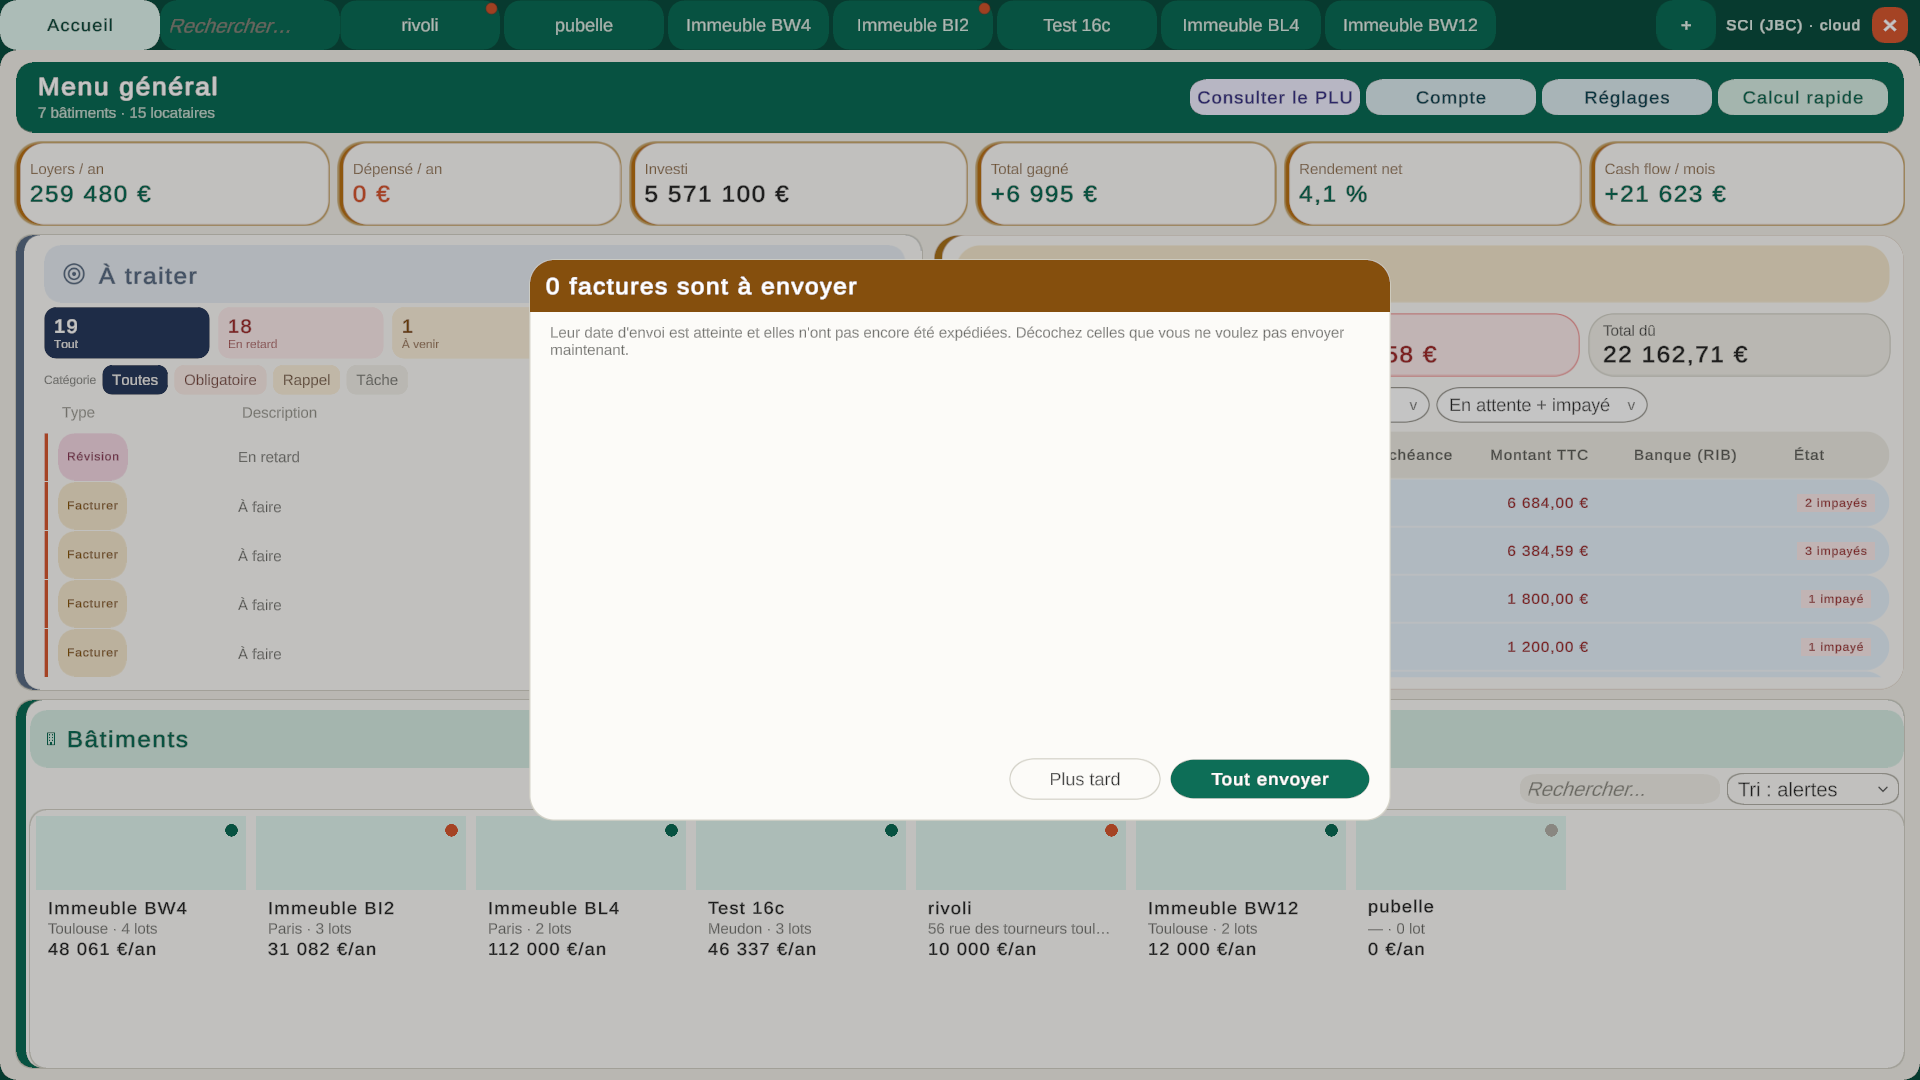 Accueil
Rechercher...
rivoli
pubelle
Immeuble BW4
Immeuble BI2
Test 16c
Immeuble BL4
Immeuble BW12
+
SCI (JBC) · cloud
Menu général
7 bâtiments · 15 locataires
Consulter le PLU
Compte
Réglages
Calcul rapide
Loyers / an
259 480 €
Dépensé / an
0 €
Investi
5 571 100 €
Total gagné
+6 995 €
Rendement net
4,1 %
Cash flow / mois
+21 623 €
À traiter
19
Tout
18
En retard
1
À venir
Catégorie
Toutes
Obligatoire
Rappel
Tâche
Type
Description
Révision
En retard
Facturer
À faire
Facturer
À faire
Facturer
À faire
Facturer
À faire
0 factures sont à envoyer
Leur date d'envoi est atteinte et elles n'ont pas encore été expédiées. Décochez celles que vous ne voulez pas envoyer
maintenant.
Plus tard
Tout envoyer
58 €
Total dû
22 162,71 €
En attente + impayé
chéance
Montant TTC
Banque (RIB)
État
6 684,00 €
2 impayés
6 384,59 €
3 impayés
1 800,00 €
1 impayé
1 200,00 €
1 impayé
Bâtiments
Rechercher...
Tri : alertes
Immeuble BW4
Toulouse · 4 lots
48 061 €/an
Immeuble BI2
Paris · 3 lots
31 082 €/an
Immeuble BL4
Paris · 2 lots
112 000 €/an
Test 16c
Meudon · 3 lots
46 337 €/an
rivoli
56 rue des tourneurs toul...
10 000 €/an
Immeuble BW12
Toulouse · 2 lots
12 000 €/an
pubelle
— · 0 lot
0 €/an